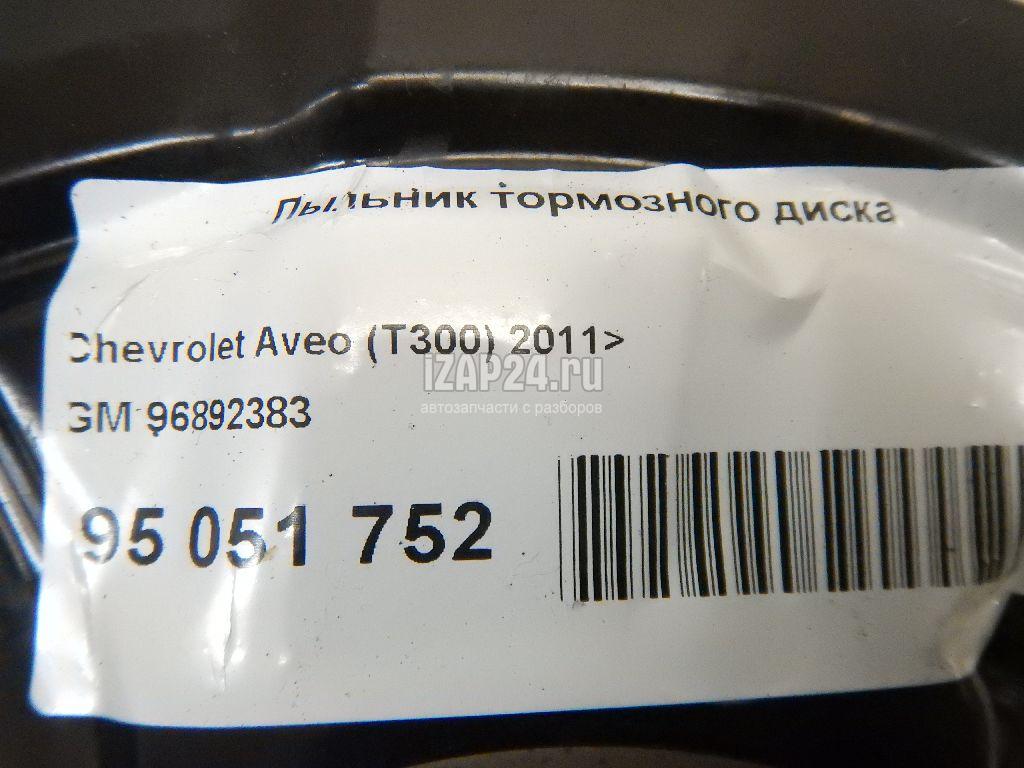 Пыльник тормозного диска
Chevrolet Aveo (T300) 2011>
iZAP24.ru
автозапчасти с разборов
GM 96892383
95 051 752